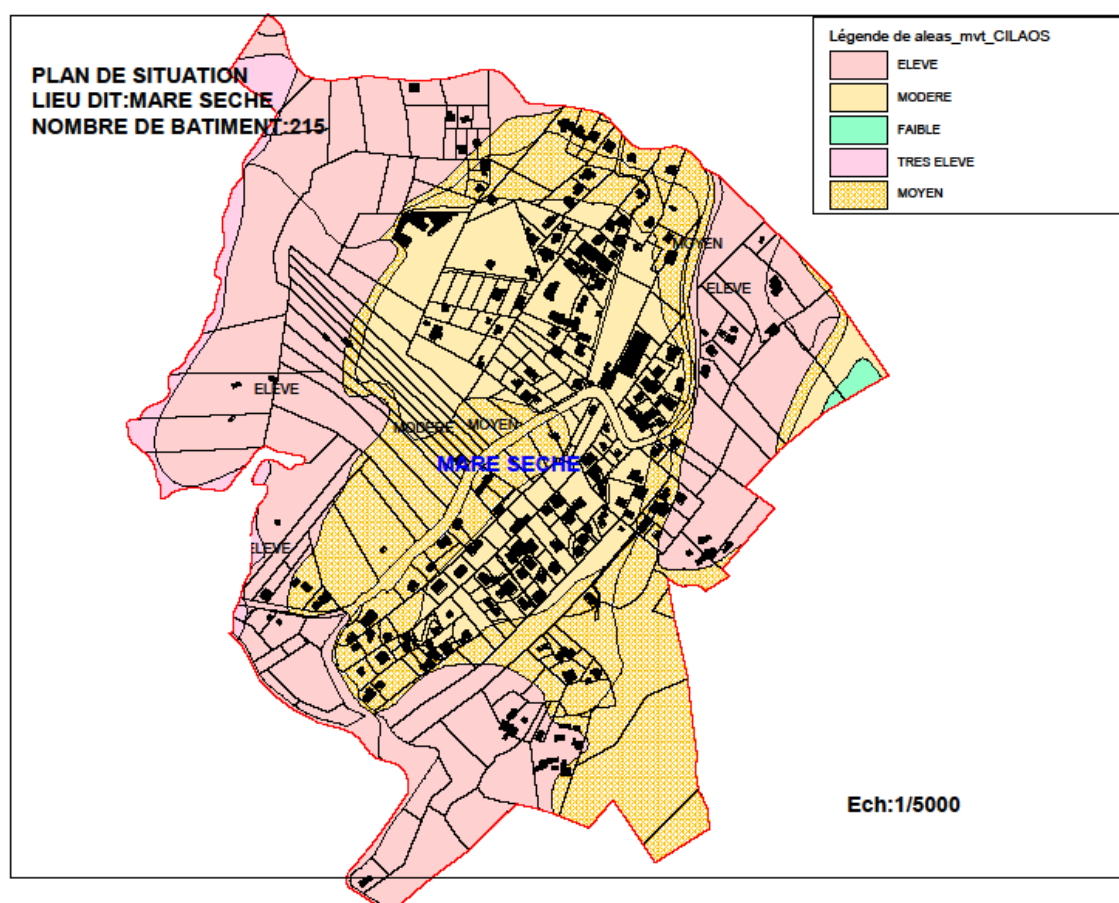 PLAN DE SITUATION
LIEU DIT:MARE SECHE
NOMBRE DE BATIMENT:215
Légende de aleas_mvt_CILAOS
ELEVE
MODERE
FAIBLE
TRES ELEVE
MOYEN
MOYEN
ELEVE
ELEVE
MODERE
MOYEN
MARE SECHE
ELEVE
Ech:1/5000